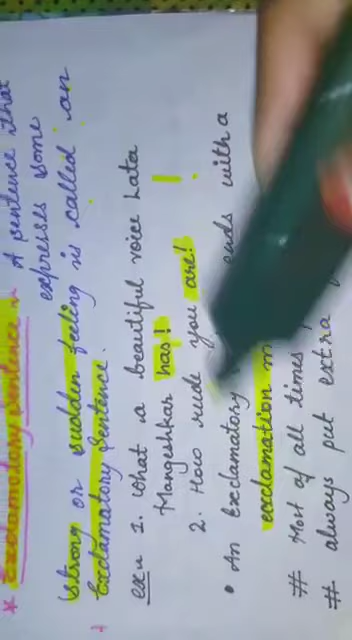 * Exclamatory sentence :- A sentence that
expresses some
strong or sudden feeling is called an
Exclamatory Sentence.
ex:- 1. What a beautiful voice Lata
Mangeshkar has!
2. How rude you are!
• An Exclamatory ends with a
exclamation
# Most of all times
# always put extra